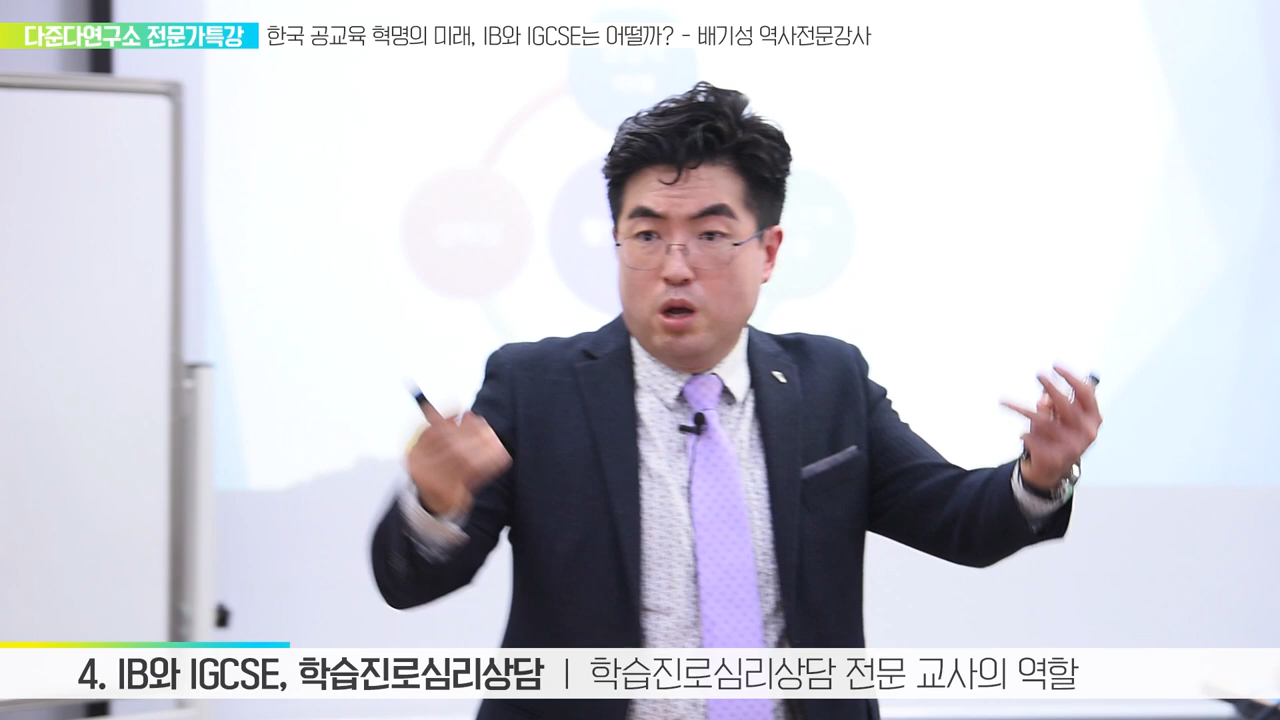 다준다연구소 전문가특강 한국 공교육 혁명의 미래, IB와 IGCSE는 어떨까? - 배기성 역사전문강사
4. IB와 IGCSE, 학습진로심리상담 | 학습진로심리상담 전문 교사의 역할